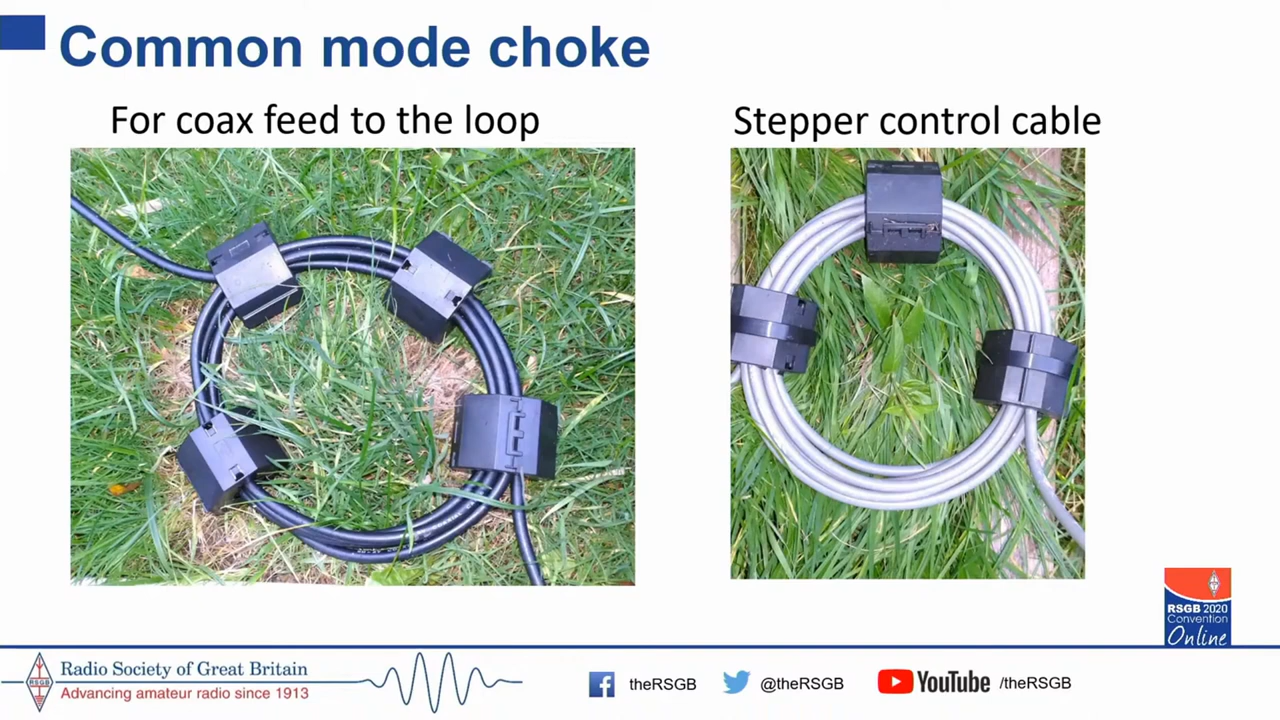 Common mode choke
For coax feed to the loop
Stepper control cable
RSGB 2020
Convention
Online
RSGB
Radio Society of Great Britain
Advancing amateur radio since 1913
theRSGB
@theRSGB
YouTube /theRSGB